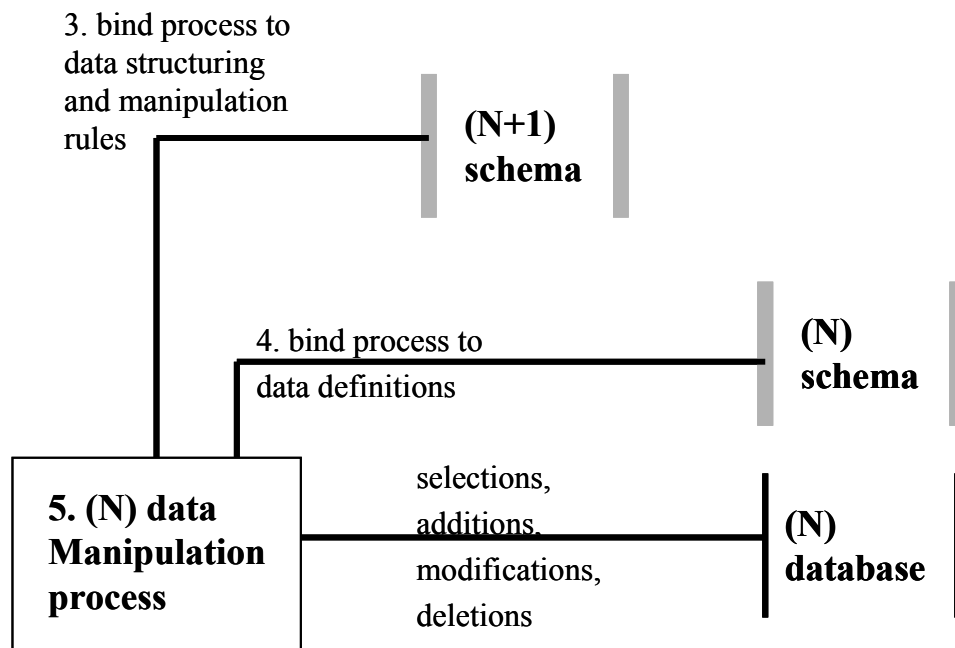 3. bind process to
data structuring
and manipulation
rules
(N+1)
schema
4. bind process to
data definitions
(N)
schema
5. (N) data
Manipulation
process
selections,
additions,
modifications,
deletions
(N)
database